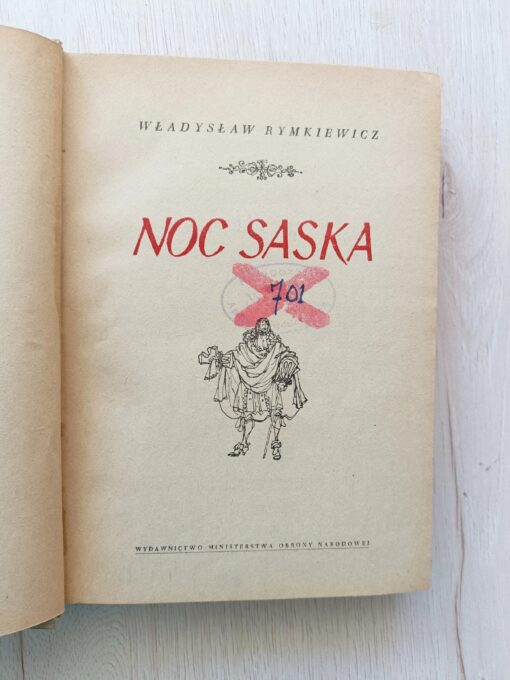 WŁADYSŁAW RYMKIEWICZ
NOC SASKA
701
WYDAWNICTWO MINISTERSTWA OBRONY NARODOWEJ